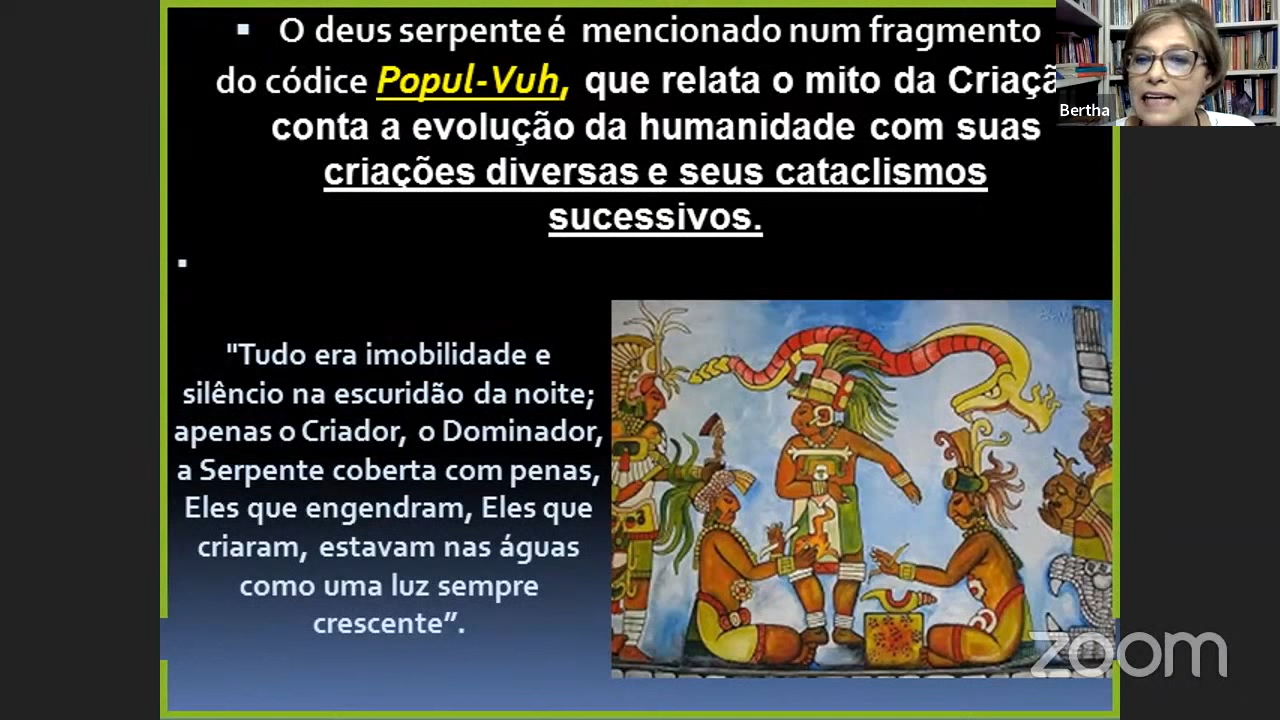 ▪ O deus serpente é mencionado num fragmento
do códice Popul-Vuh, que relata o mito da Criaçã
conta a evolução da humanidade com suas
criações diversas e seus cataclismos
sucessivos.
▪
"Tudo era imobilidade e
silêncio na escuridão da noite;
apenas o Criador, o Dominador,
a Serpente coberta com penas,
Eles que engendram, Eles que
criaram, estavam nas águas
como uma luz sempre
crescente”.
Bertha
zoom